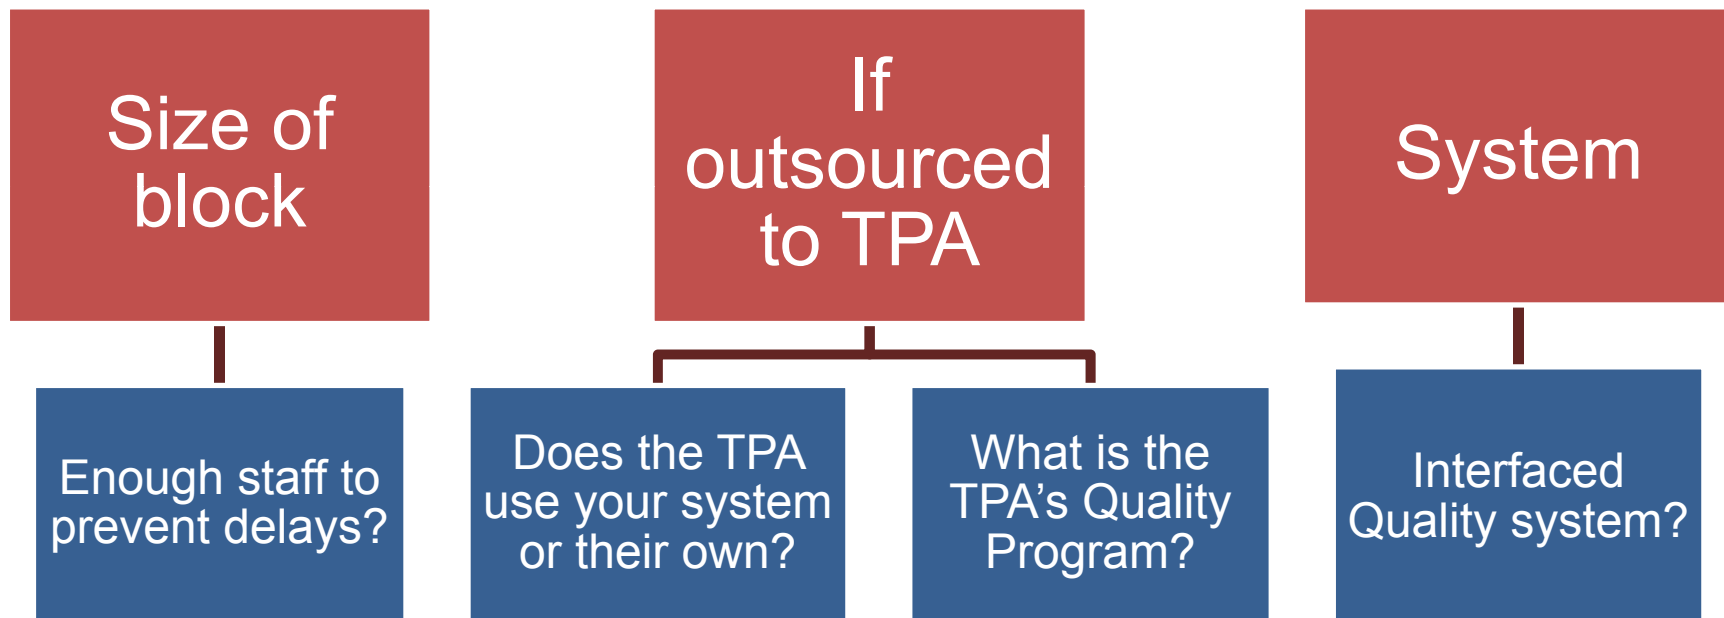 Size of
block
If
outsourced
to TPA
System
Enough staff to
prevent delays?
Does the TPA
use your system
or their own?
What is the
TPA’s Quality
Program?
Interfaced
Quality system?